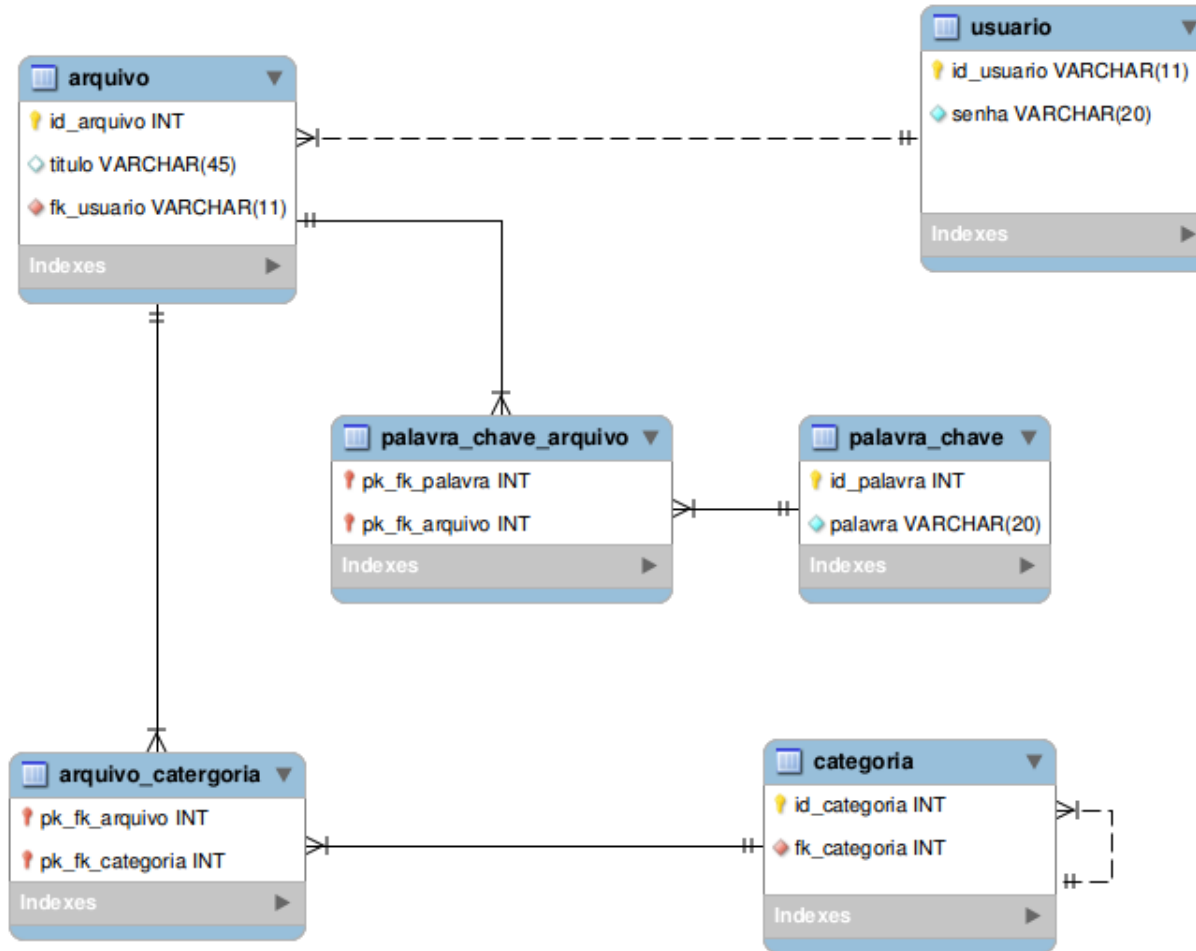 usuario
id_usuario VARCHAR(11)
senha VARCHAR(20)
Indexes
arquivo
id_arquivo INT
titulo VARCHAR(45)
fk_usuario VARCHAR(11)
Indexes
palavra_chave_arquivo
pk_fk_palavra INT
pk_fk_arquivo INT
Indexes
palavra_chave
id_palavra INT
palavra VARCHAR(20)
Indexes
arquivo_catergoria
pk_fk_arquivo INT
pk_fk_categoria INT
Indexes
categoria
id_categoria INT
fk_categoria INT
Indexes